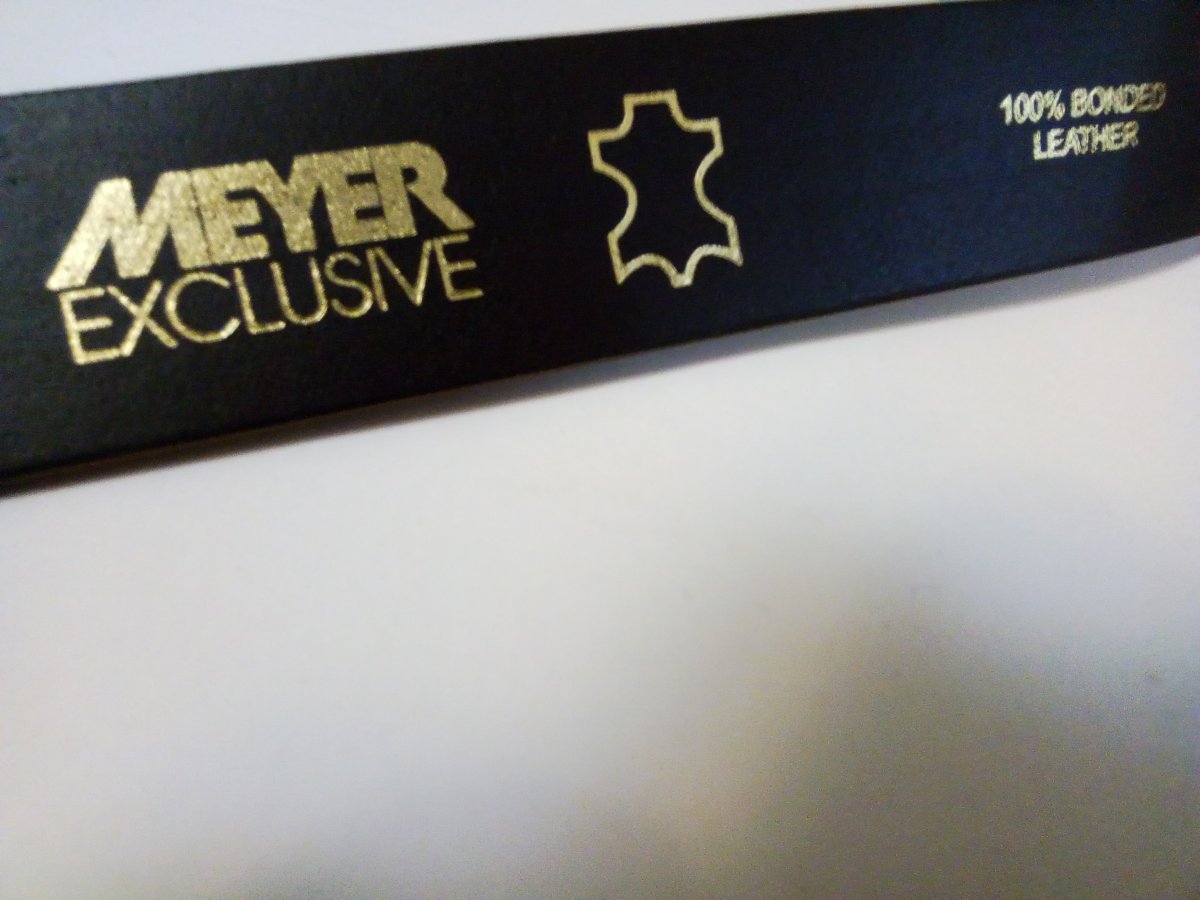 MEYER
EXCLUSIVE
100% BONDED
LEATHER